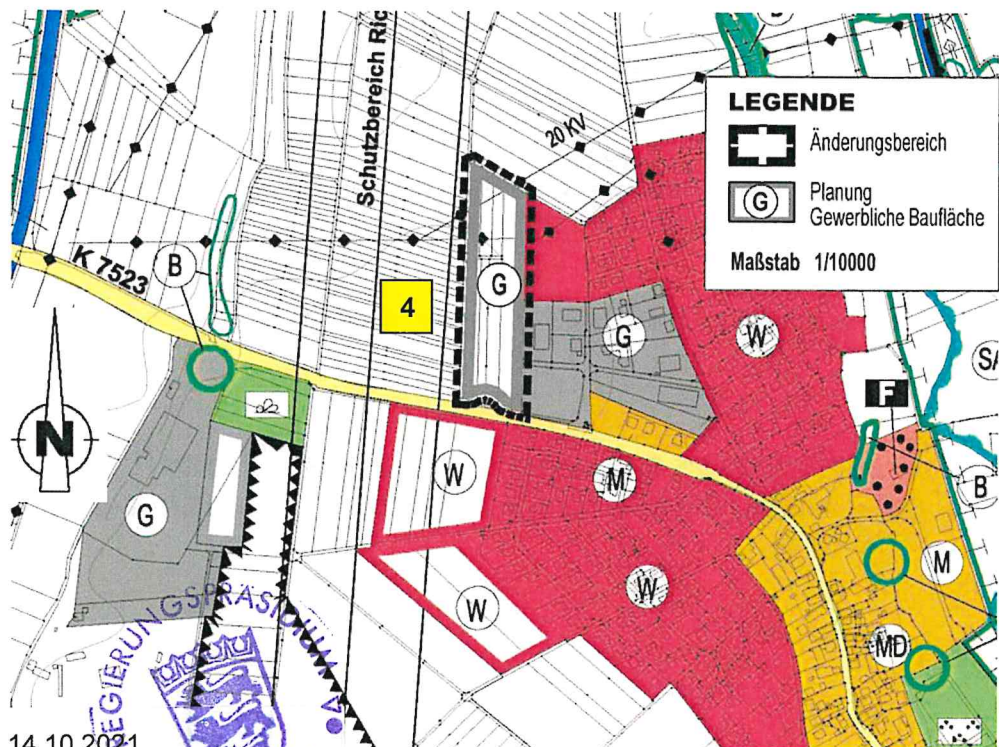 Schutzbereich Ric
20 KV
LEGENDE
Änderungsbereich
G
Planung
Gewerbliche Baufläche
Maßstab 1/10000
K 7523
B
4
G
G
W
SA
F
N
W
M
B
G
W
W
M
MD
REGIERUNGSPRÄSIDIUM
14.10.2021